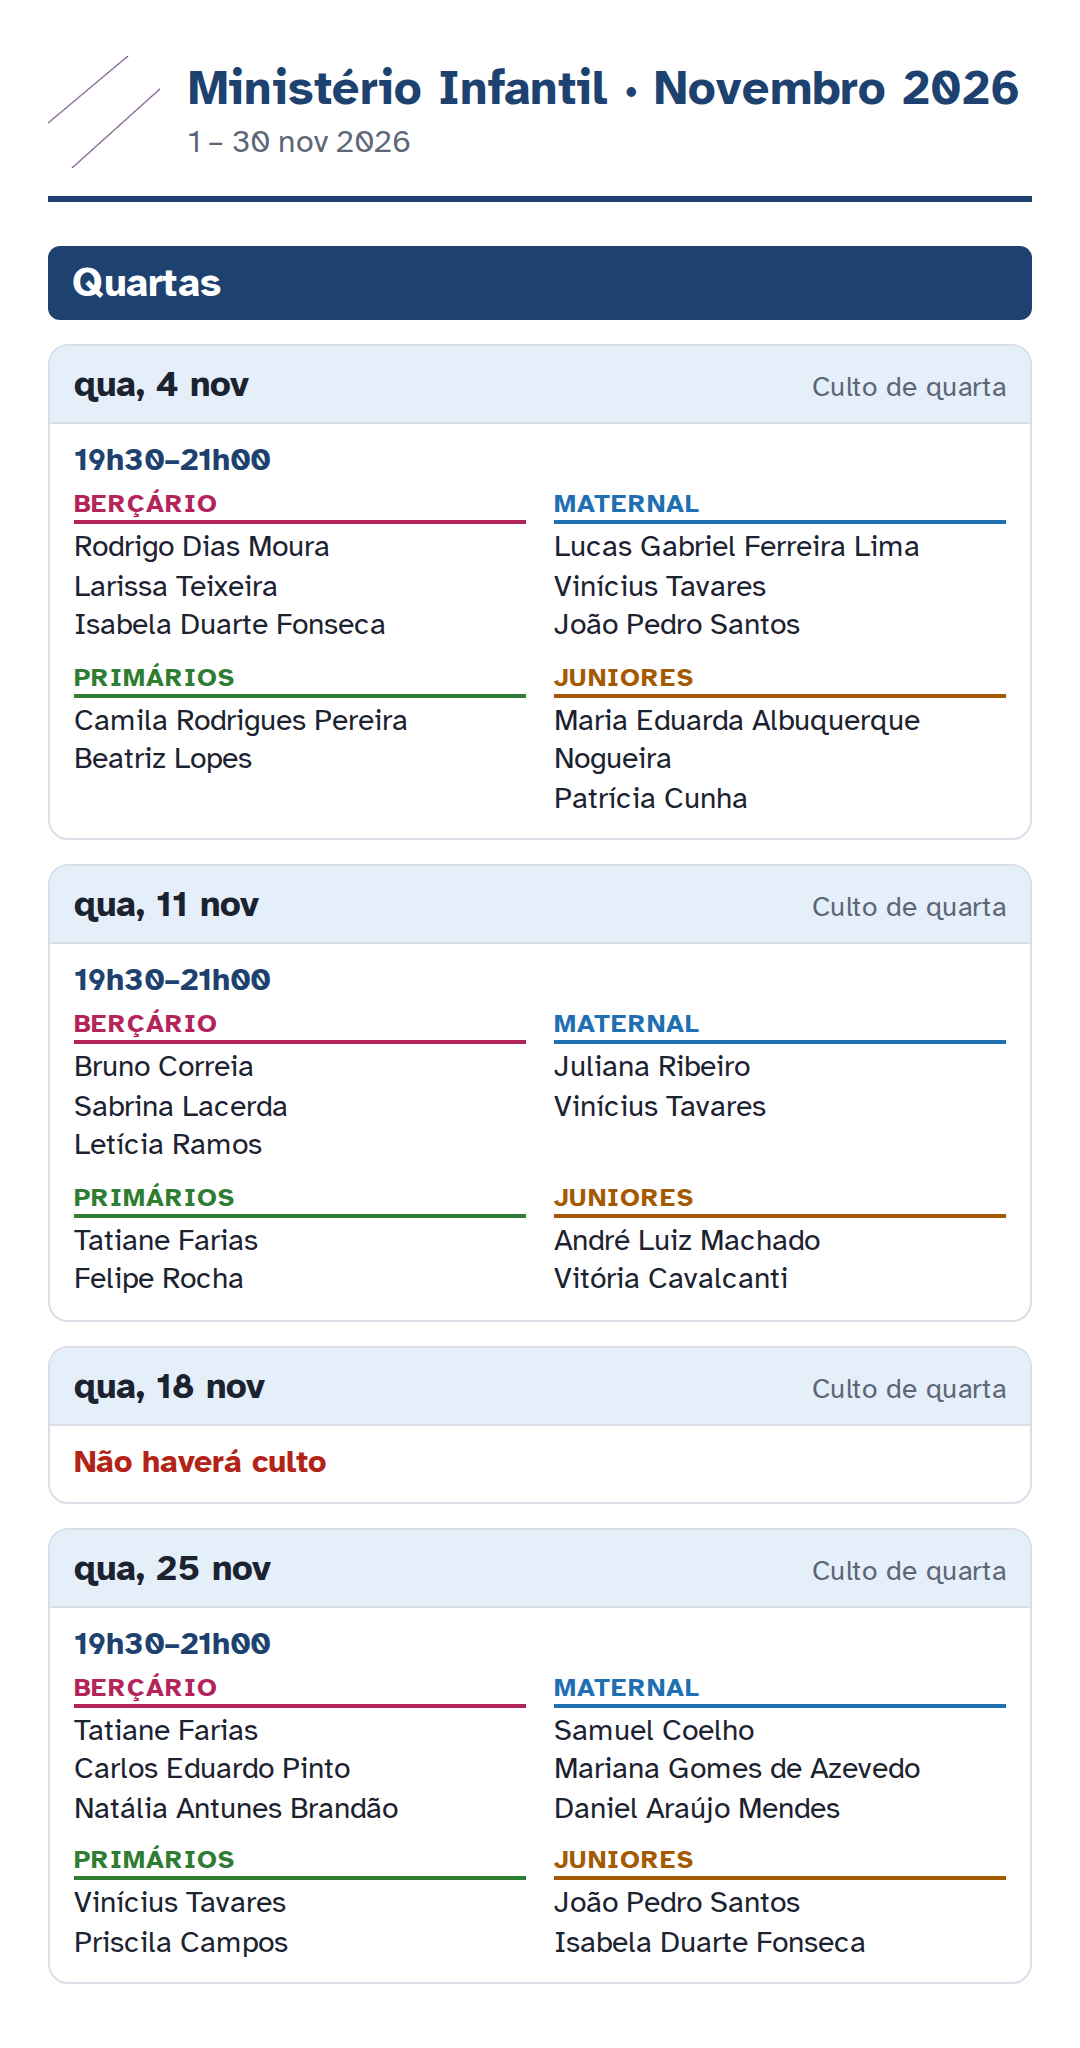 Ministério Infantil • Novembro 2026
1 – 30 nov 2026
Quartas
qua, 4 nov
Culto de quarta
19h30–21h00
BERÇÁRIO
Rodrigo Dias Moura
Larissa Teixeira
Isabela Duarte Fonseca
MATERNAL
Lucas Gabriel Ferreira Lima
Vinícius Tavares
João Pedro Santos
PRIMÁRIOS
Camila Rodrigues Pereira
Beatriz Lopes
JUNIORES
Maria Eduarda Albuquerque
Nogueira
Patrícia Cunha
qua, 11 nov
Culto de quarta
19h30–21h00
BERÇÁRIO
Bruno Correia
Sabrina Lacerda
Letícia Ramos
MATERNAL
Juliana Ribeiro
Vinícius Tavares
PRIMÁRIOS
Tatiane Farias
Felipe Rocha
JUNIORES
André Luiz Machado
Vitória Cavalcanti
qua, 18 nov
Culto de quarta
Não haverá culto
qua, 25 nov
Culto de quarta
19h30–21h00
BERÇÁRIO
Tatiane Farias
Carlos Eduardo Pinto
Natália Antunes Brandão
MATERNAL
Samuel Coelho
Mariana Gomes de Azevedo
Daniel Araújo Mendes
PRIMÁRIOS
Vinícius Tavares
Priscila Campos
JUNIORES
João Pedro Santos
Isabela Duarte Fonseca